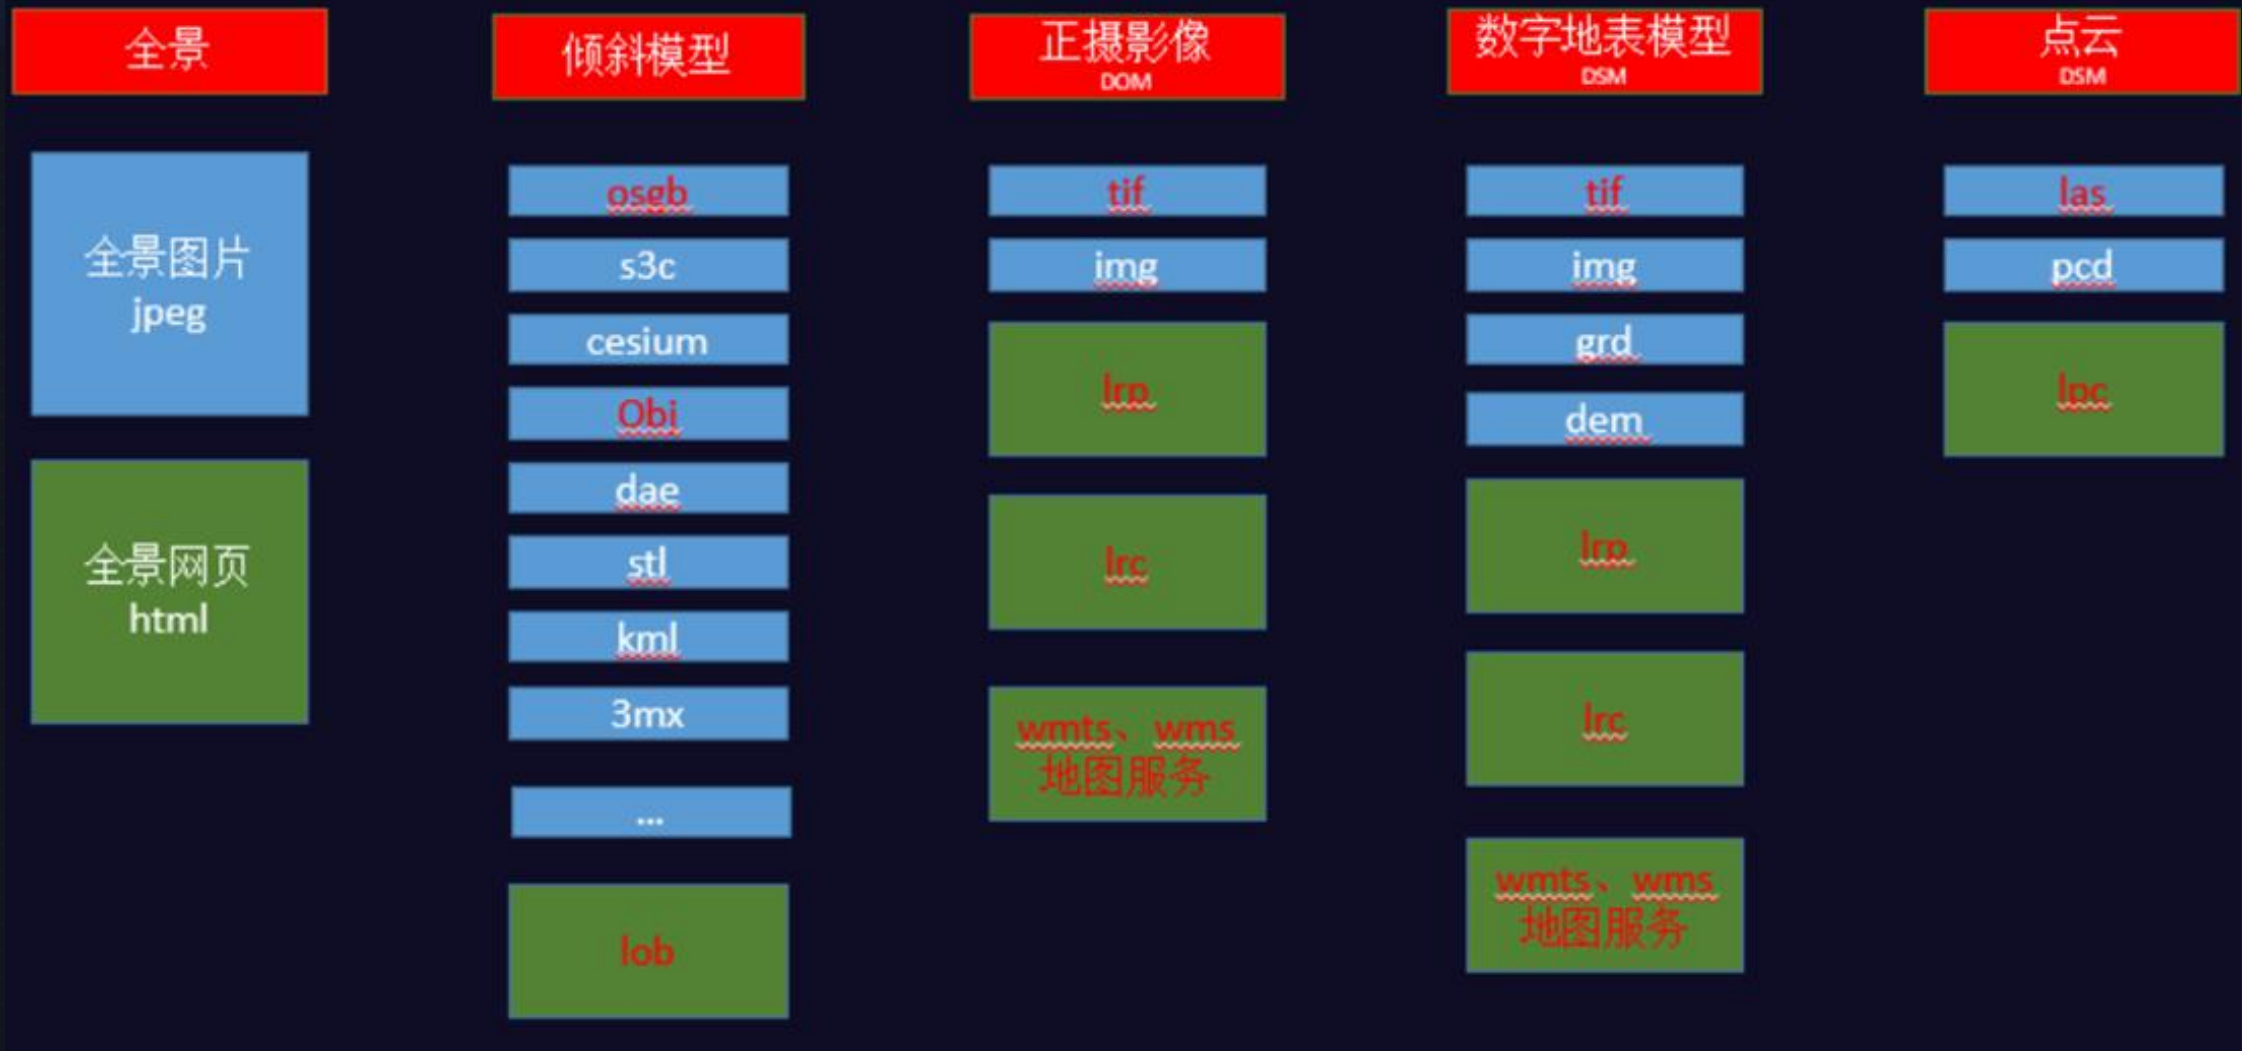 全景
全景图片
jpeg
全景网页
html
倾斜模型
osgb
s3c
cesium
Obj
dae
stl
kml
3mx
...
lob
正摄影像
DOM
tif
img
lrp
lrc
wmts、wms
地图服务
数字地表模型
DSM
tif
img
grd
dem
lrp
lrc
wmts、wms
地图服务
点云
DSM
las
pcd
lpc